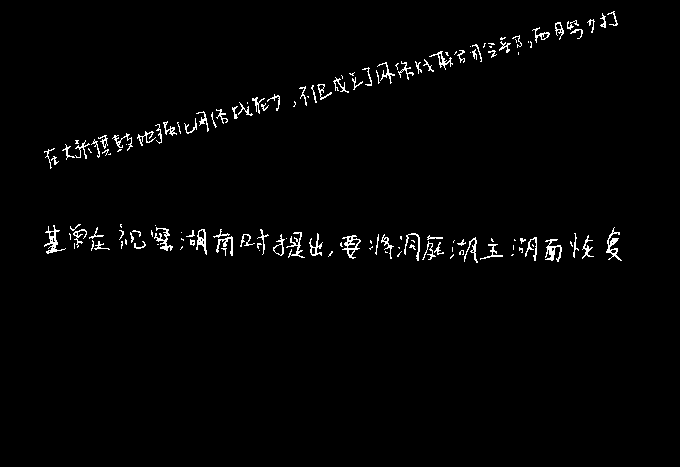 在大张旗鼓地强化网络战能力,不但成立了网络战联合司令部,而且努力打
基曾在视察湖南时提出,要将洞庭湖主湖面恢复